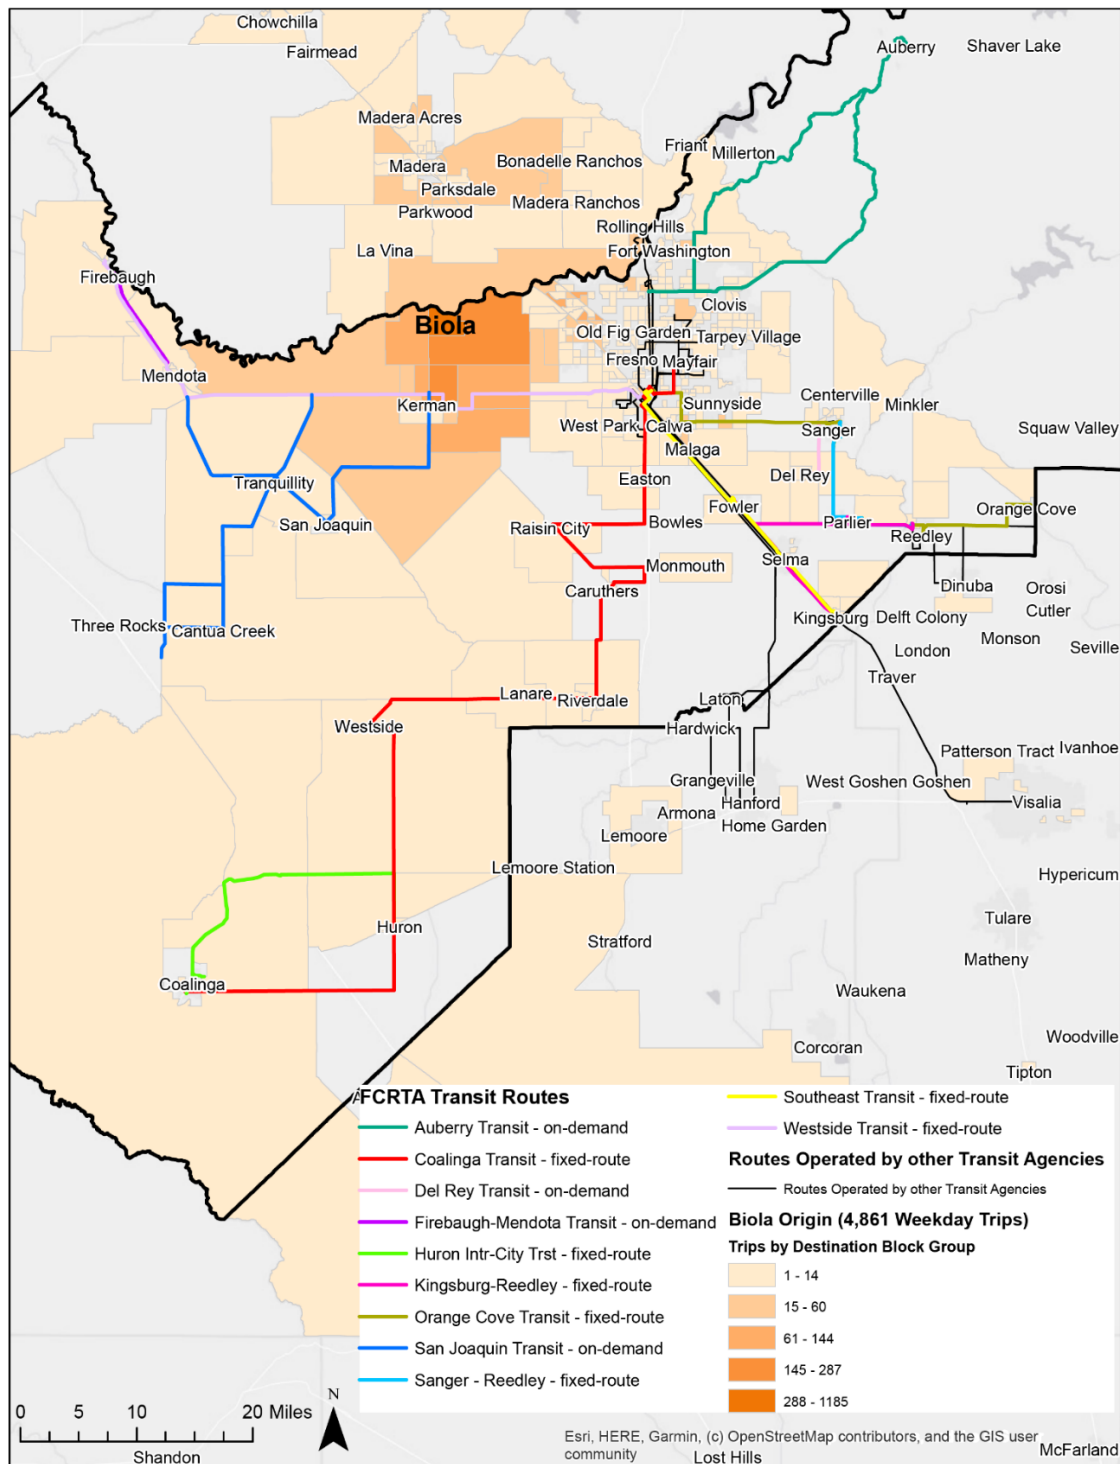 Chowchilla
Fairmead
Auberry
Shaver Lake
Madera Acres
Friant
Millerton
Madera
Bonadelle Ranchos
Parksdale
Parkwood
Madera Ranchos
Rolling Hills
La Vina
Fort Washington
Firebaugh
Clovis
Biola
Old Fig Garden
Tarpey Village
Fresno
Mayfair
Mendota
Kerman
Sunnyside
Centerville
Minkler
West Park
Calwa
Sanger
Squaw Valley
Malaga
Tranquillity
Easton
Del Rey
San Joaquin
Raisin City
Bowles
Fowler
Parlier
Orange Cove
Reedley
Monmouth
Selma
Caruthers
Dinuba
Orosi
Cutler
Three Rocks
Cantua Creek
Kingsburg
Delft Colony
Monson
Seville
London
Traver
Lanare
Riverdale
Laton
Westside
Hardwick
Patterson Tract
Ivanhoe
Grangeville
West Goshen
Goshen
Hanford
Visalia
Armona
Home Garden
Lemoore
Lemoore Station
Hypericum
Huron
Tulare
Stratford
Matheny
Coalinga
Waukena
Woodville
Corcoran
Tipton
FCRTA Transit Routes
Auberry Transit - on-demand
Coalinga Transit - fixed-route
Del Rey Transit - on-demand
Firebaugh-Mendota Transit - on-demand
Huron Intr-City Trst - fixed-route
Kingsburg-Reedley - fixed-route
Orange Cove Transit - fixed-route
San Joaquin Transit - on-demand
Sanger - Reedley - fixed-route
Southeast Transit - fixed-route
Westside Transit - fixed-route
Routes Operated by other Transit Agencies
Routes Operated by other Transit Agencies
Biola Origin (4,861 Weekday Trips)
Trips by Destination Block Group
1 - 14
15 - 60
61 - 144
145 - 287
288 - 1185
N
0 5 10 20 Miles
Esri, HERE, Garmin, (c) OpenStreetMap contributors, and the GIS user
community
Shandon
Lost Hills
McFarland